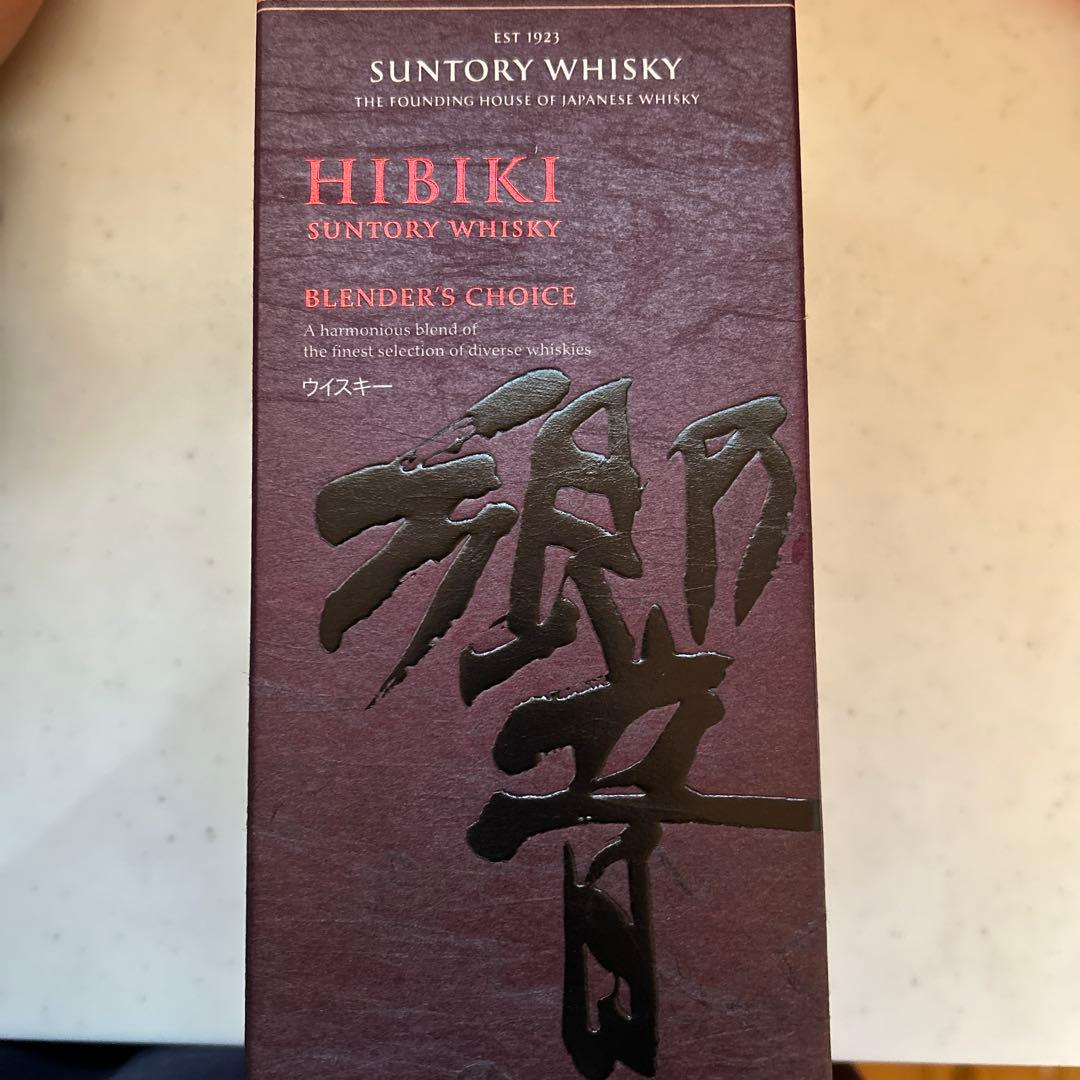 EST 1923
SUNTORY WHISKY
THE FOUNDING HOUSE OF JAPANESE WHISKY
HIBIKI
SUNTORY WHISKY
BLENDER'S CHOICE
A harmonious blend of
the finest selection of diverse whiskies
ウイスキー
響